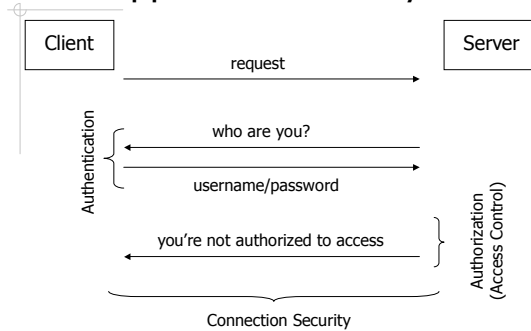 Client
Server
request
who are you?
Authentication
username/password
you're not authorized to access
Authorization
(Access Control)
Connection Security